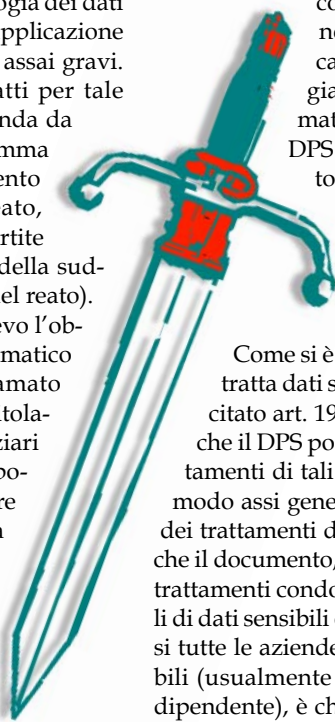 ogia dei dati
pplicazione
assai gravi.
atti per tale
nda da
mma
ento
eato,
rtite
della sud-
el reato).
evo l'ob-
matico
amato
tola-
ziari
po-
re
co
ne
ca
gia
mat
DPS
to
Come si è
tratta dati s
citato art. 19
che il DPS po
tamenti di tali
modo assi gene
dei trattamenti d
che il documento,
trattamenti condo
li di dati sensibili
si tutte le aziende
bili (usualmente
dipendente), è ch